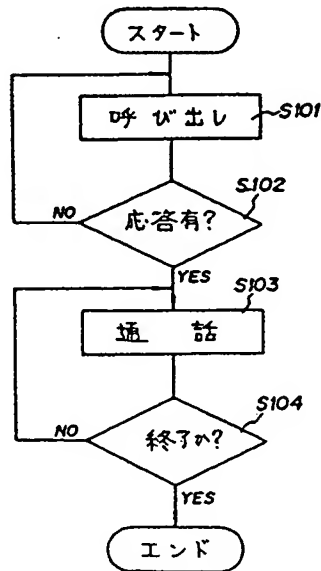 スタート
呼び出し
S101
S102
応答有?
NO
YES
S103
通話
S104
終了か?
NO
YES
エンド